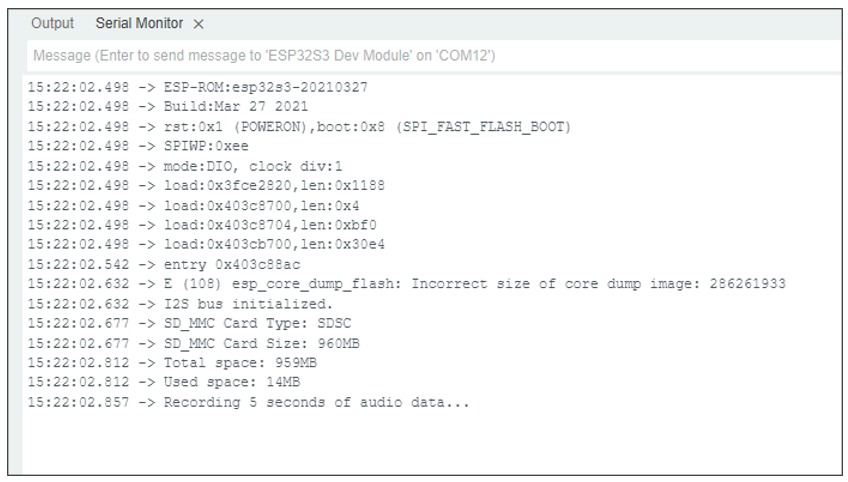 Output Serial Monitor ×
Message (Enter to send message to 'ESP32S3 Dev Module' on 'COM12')
15:22:02.498 -> ESP-ROM:esp32s3-20210327
15:22:02.498 -> Build:Mar 27 2021
15:22:02.498 -> rst:0x1 (POWERON),boot:0x8 (SPI_FAST_FLASH_BOOT)
15:22:02.498 -> SPIWP:0xee
15:22:02.498 -> mode:DIO, clock div:1
15:22:02.498 -> load:0x3fce2820,len:0x1188
15:22:02.498 -> load:0x403c8700,len:0x4
15:22:02.498 -> load:0x403c8704,len:0xbf0
15:22:02.498 -> load:0x403cb700,len:0x30e4
15:22:02.542 -> entry 0x403c88ac
15:22:02.632 -> E (108) esp_core_dump_flash: Incorrect size of core dump image: 286261933
15:22:02.632 -> I2S bus initialized.
15:22:02.677 -> SD_MMC Card Type: SDSC
15:22:02.677 -> SD_MMC Card Size: 960MB
15:22:02.812 -> Total space: 959MB
15:22:02.812 -> Used space: 14MB
15:22:02.857 -> Recording 5 seconds of audio data...